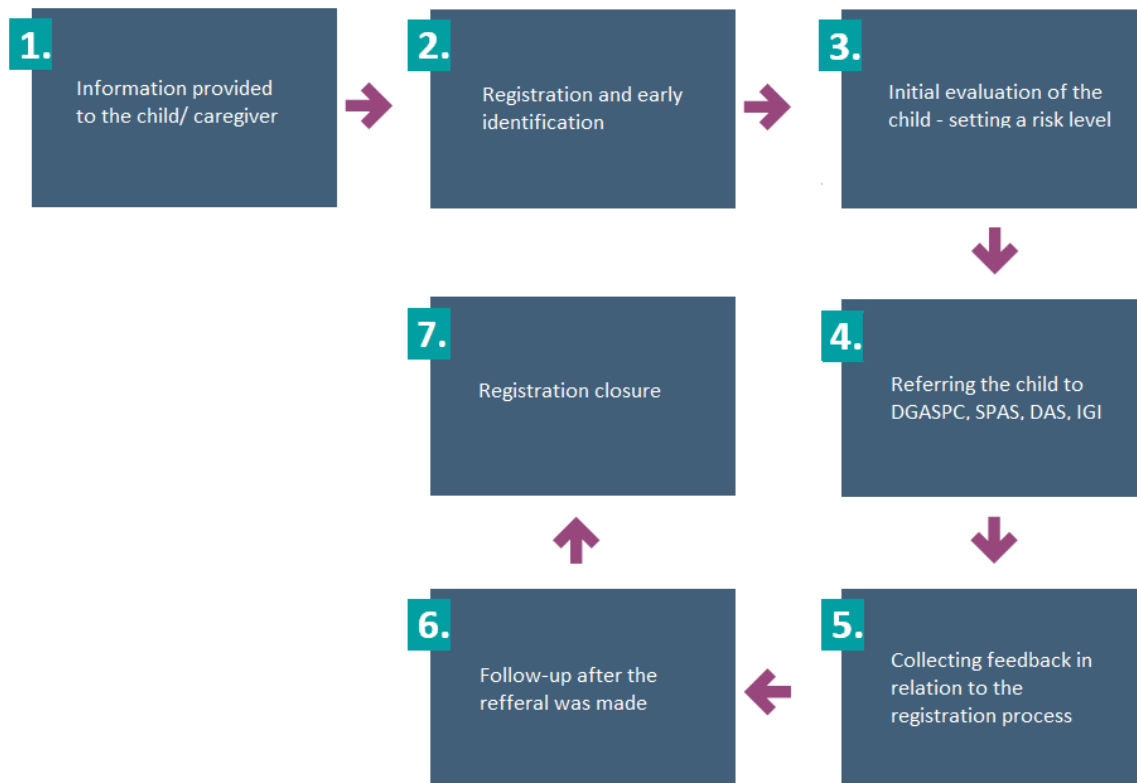 1.
Information provided
to the child/ caregiver
2.
Registration and early
identification
3.
Initial evaluation of the
child - setting a risk level
4.
Referring the child to
DGASPC, SPAS, DAS, IGI
5.
Collecting feedback in
relation to the
registration process
6.
Follow-up after the
refferal was made
7.
Registration closure